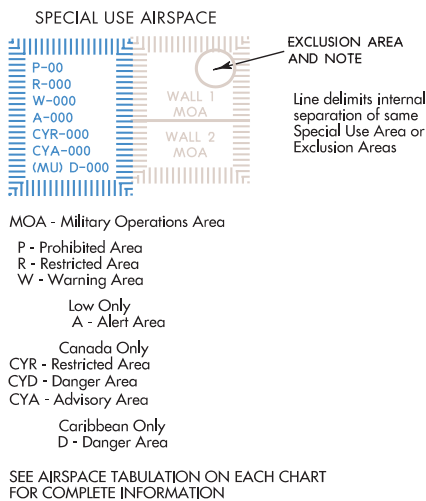 SPECIAL USE AIRSPACE
P-00
R-000
W-000
A-000
CYR-000
CYA-000
(MU) D-000
WALL 1
MOA
WALL 2
MOA
EXCLUSION AREA
AND NOTE
Line delimits internal
separation of same
Special Use Area or
Exclusion Areas
MOA - Military Operations Area
P - Prohibited Area
R - Restricted Area
W - Warning Area
Low Only
A - Alert Area
Canada Only
CYR - Restricted Area
CYD - Danger Area
CYA - Advisory Area
Caribbean Only
D - Danger Area
SEE AIRSPACE TABULATION ON EACH CHART
FOR COMPLETE INFORMATION